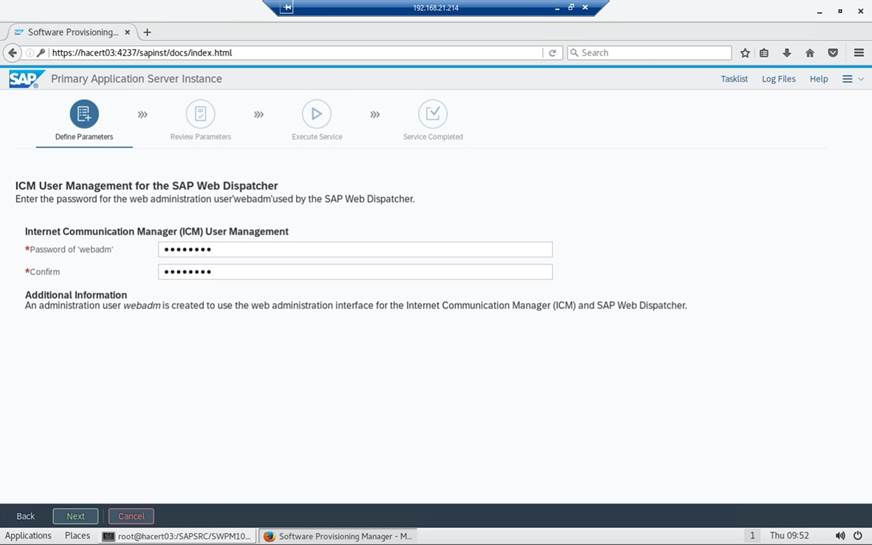 192.168.21.214
Software Provisioning...
https://hacert03:4237/sapinst/docs/index.html
Search
SAP Primary Application Server Instance
Tasklist Log Files Help
Define Parameters Review Parameters Execute Service Service Completed
ICM User Management for the SAP Web Dispatcher
Enter the password for the web administration user'webadm'used by the SAP Web Dispatcher.
Internet Communication Manager (ICM) User Management
*Password of 'webadm' ••••••••
*Confirm ••••••••
Additional Information
An administration user webadm is created to use the web administration interface for the Internet Communication Manager (ICM) and SAP Web Dispatcher.
Back Next Cancel
Applications Places root@hacert03:/SAPSRC/SWPM10... Software Provisioning Manager - M... 1 Thu 09:52